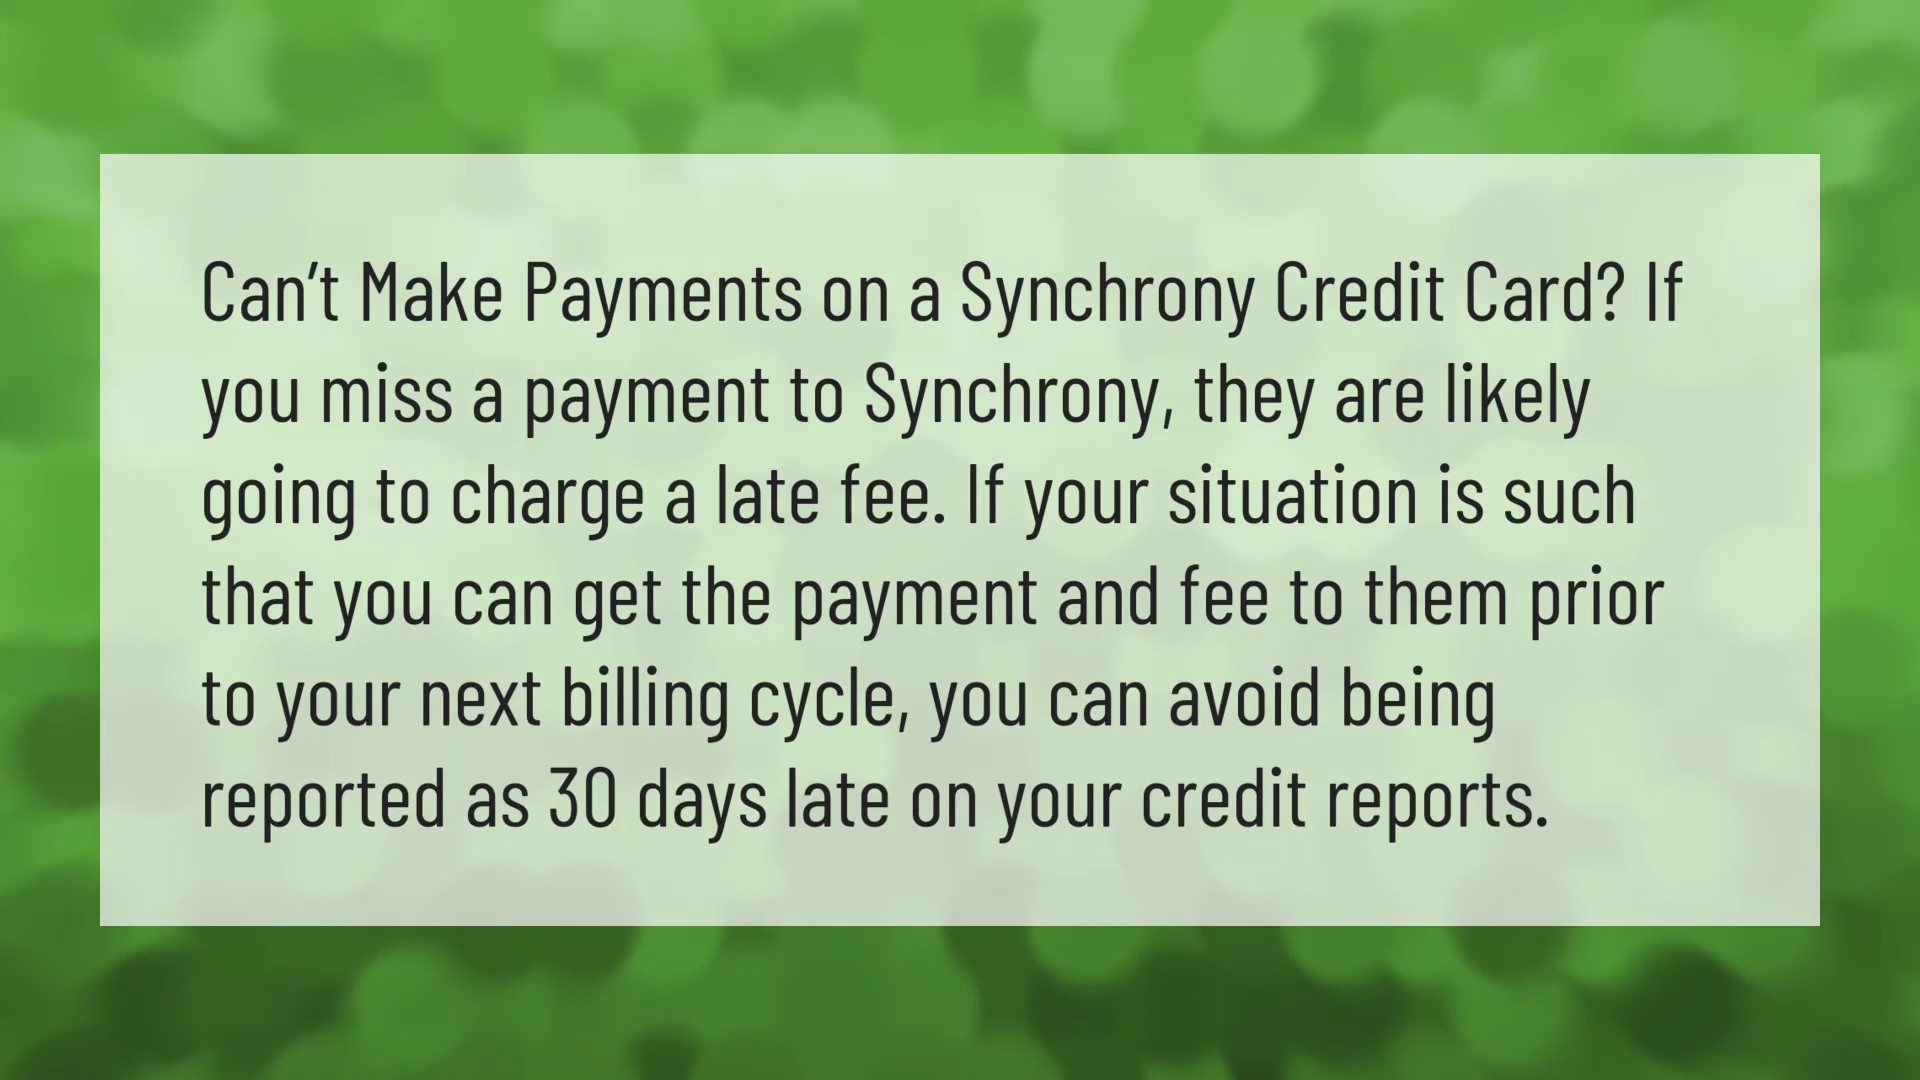 Can’t Make Payments on a Synchrony Credit Card? If
you miss a payment to Synchrony, they are likely
going to charge a late fee. If your situation is such
that you can get the payment and fee to them prior
to your next billing cycle, you can avoid being
reported as 30 days late on your credit reports.